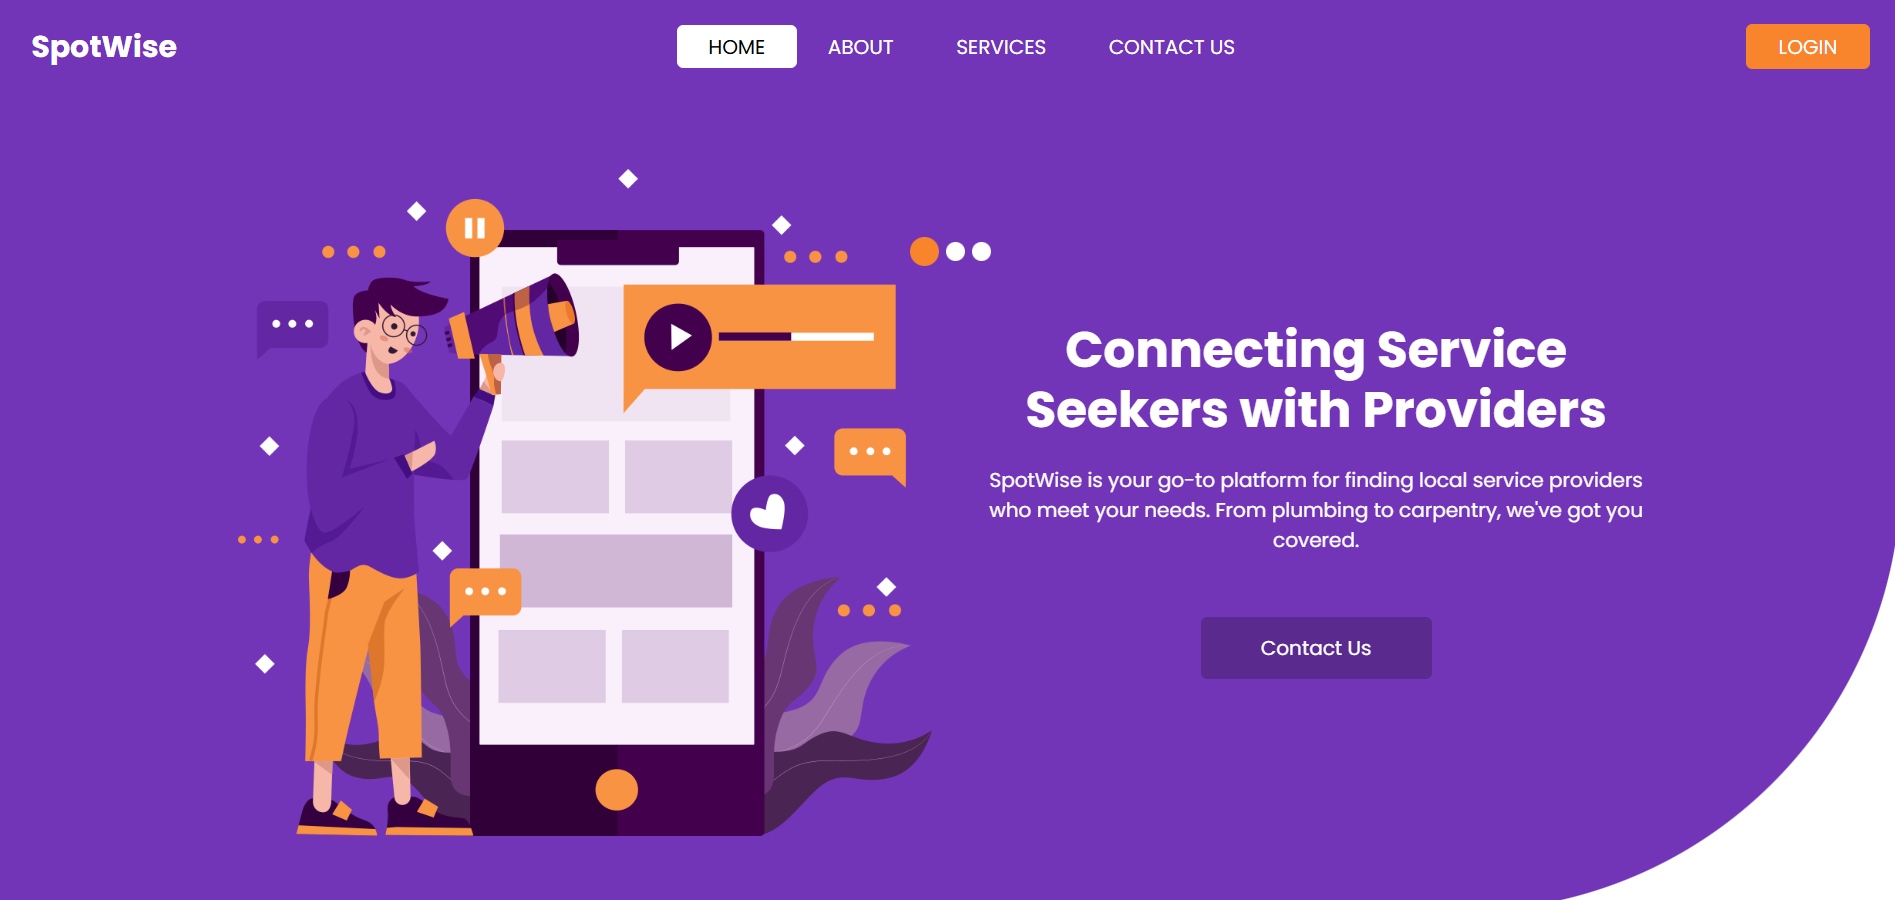 SpotWise
HOME
ABOUT
SERVICES
CONTACT US
LOGIN
Connecting Service
Seekers with Providers
SpotWise is your go-to platform for finding local service providers
who meet your needs. From plumbing to carpentry, we've got you
covered.
Contact Us